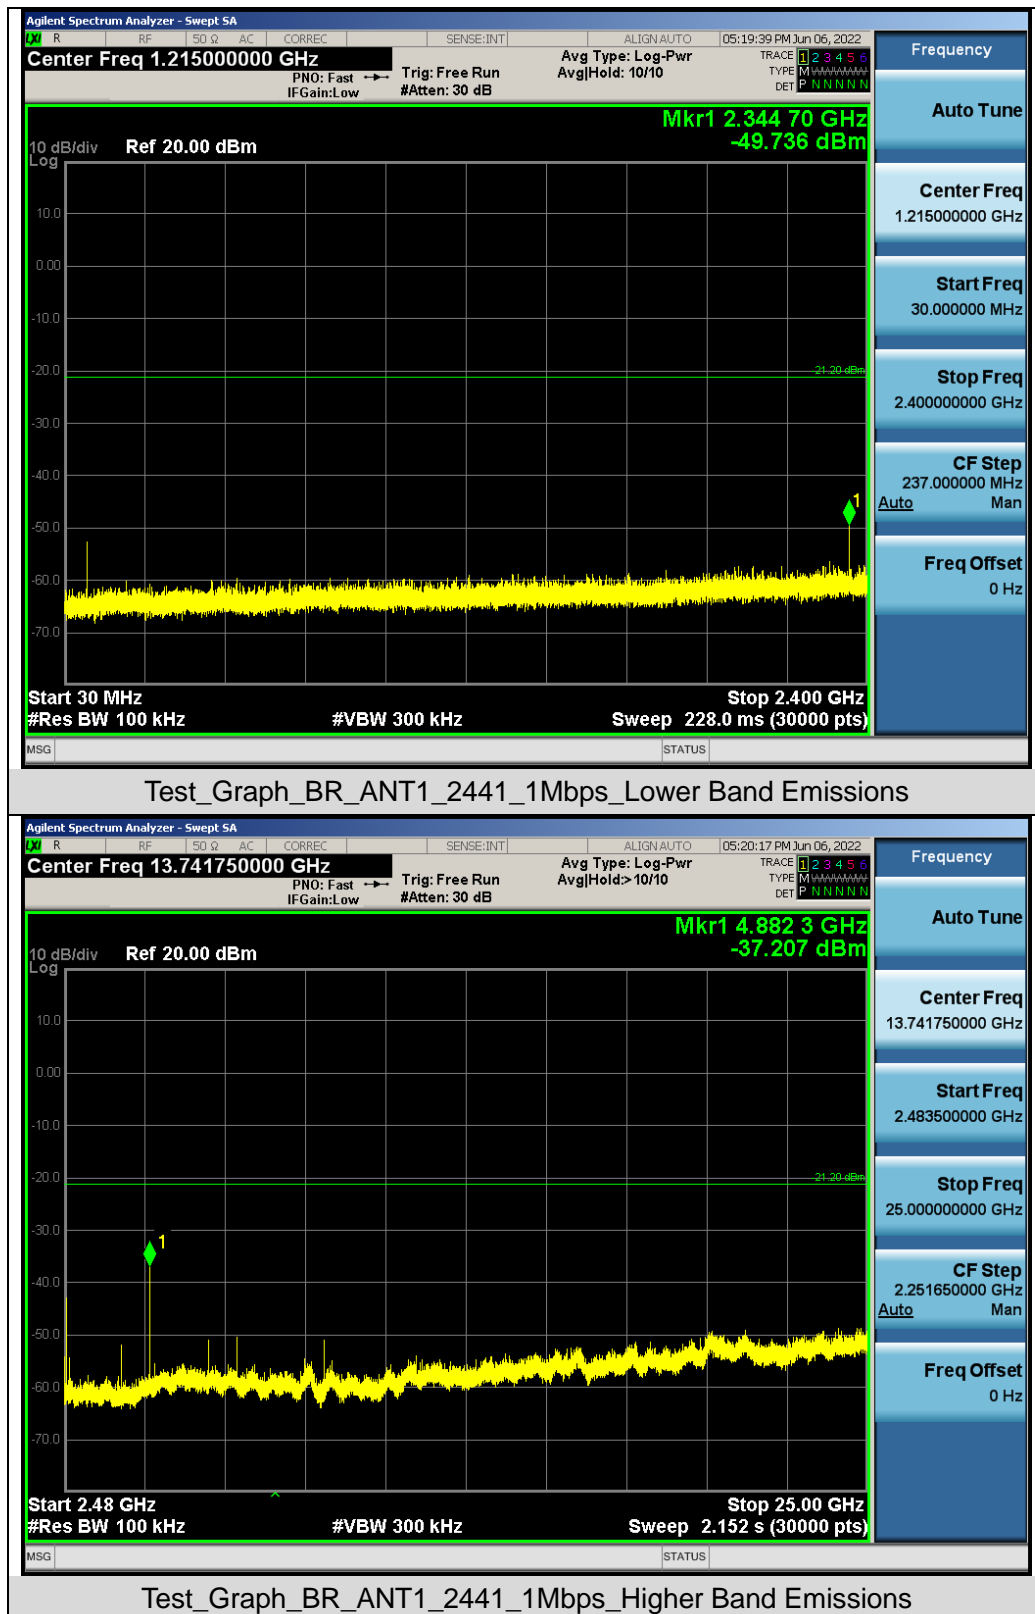 Agilent Spectrum Analyzer - Swept SA
LXI R RF 50 Ω AC CORREC SENSE:INT ALIGN AUTO 05:19:39 PM Jun 06, 2022
Center Freq 1.215000000 GHz
PNO: Fast
IFGain:Low
Trig: Free Run
#Atten: 30 dB
Avg Type: Log-Pwr
Avg|Hold: 10/10
TRACE 1 2 3 4 5 6
TYPE M WWWWW
DET P N N N N N
Frequency
Auto Tune
Center Freq
1.215000000 GHz
Start Freq
30.000000 MHz
Stop Freq
2.400000000 GHz
CF Step
237.000000 MHz
Auto Man
Freq Offset
0 Hz
Mkr1 2.344 70 GHz
-49.736 dBm
10 dB/div Ref 20.00 dBm
Log
10.0
0.00
-10.0
-20.0
-21.20 dBm
-30.0
-40.0
1
-50.0
-60.0
-70.0
Start 30 MHz Stop 2.400 GHz
#Res BW 100 kHz #VBW 300 kHz Sweep 228.0 ms (30000 pts)
MSG STATUS
Test_Graph_BR_ANT1_2441_1Mbps_Lower Band Emissions
Agilent Spectrum Analyzer - Swept SA
LXI R RF 50 Ω AC CORREC SENSE:INT ALIGN AUTO 05:20:17 PM Jun 06, 2022
Center Freq 13.741750000 GHz
PNO: Fast
IFGain:Low
Trig: Free Run
#Atten: 30 dB
Avg Type: Log-Pwr
Avg|Hold:>10/10
TRACE 1 2 3 4 5 6
TYPE M WWWWW
DET P N N N N N
Frequency
Auto Tune
Center Freq
13.741750000 GHz
Start Freq
2.483500000 GHz
Stop Freq
25.000000000 GHz
CF Step
2.251650000 GHz
Auto Man
Freq Offset
0 Hz
Mkr1 4.882 3 GHz
-37.207 dBm
10 dB/div Ref 20.00 dBm
Log
10.0
0.00
-10.0
-20.0
-21.20 dBm
-30.0
1
-40.0
-50.0
-60.0
-70.0
Start 2.48 GHz Stop 25.00 GHz
#Res BW 100 kHz #VBW 300 kHz Sweep 2.152 s (30000 pts)
MSG STATUS
Test_Graph_BR_ANT1_2441_1Mbps_Higher Band Emissions